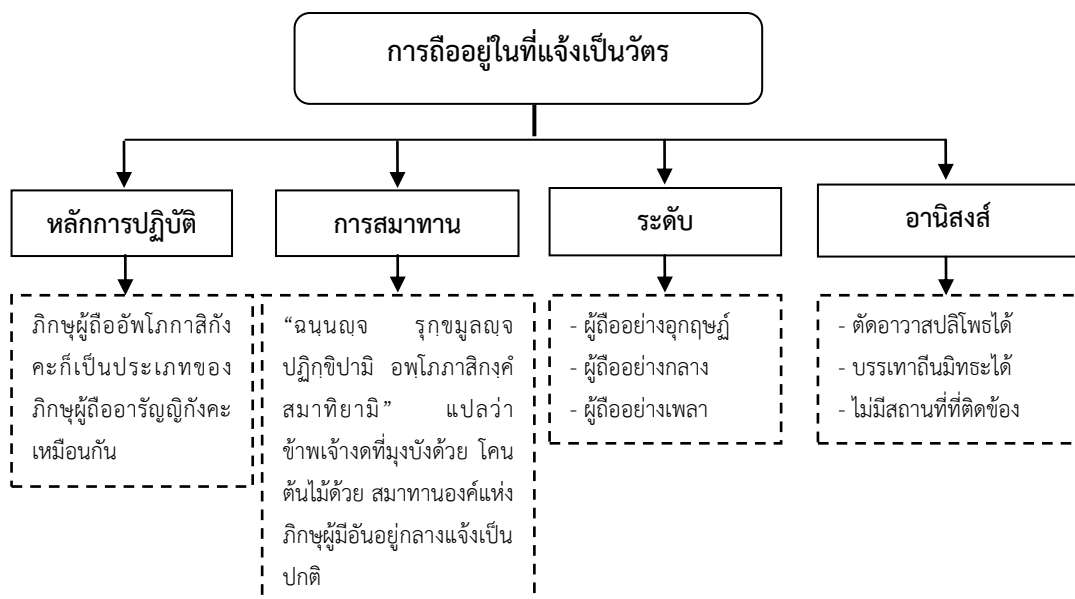 การถืออยู่ในที่แจ้งเป็นวัตร
หลักการปฏิบัติ
ภิกษุผู้ถืออัพโภกาสิกัง
คะก็เป็นประเภทของ
ภิกษุผู้ถืออารัญญิกังคะ
เหมือนกัน
การสมาทาน
“ฉนฺนญฺจ รุกฺขมูลญฺจ
ปฏิกฺขิปามิ อพฺโภภาสิกงฺคํ
สมาทิยามิ” แปลว่า
ข้าพเจ้างดที่มุงบังด้วย โคน
ต้นไม้ด้วย สมาทานองค์แห่ง
ภิกษุผู้มีอันอยู่กลางแจ้งเป็น
ปกติ
ระดับ
- ผู้ถืออย่างอุกฤษฏ์
- ผู้ถืออย่างกลาง
- ผู้ถืออย่างเพลา
อานิสงส์
- ตัดอาวาสปลิโพธได้
- บรรเทาถีนมิทธะได้
- ไม่มีสถานที่ที่ติดข้อง